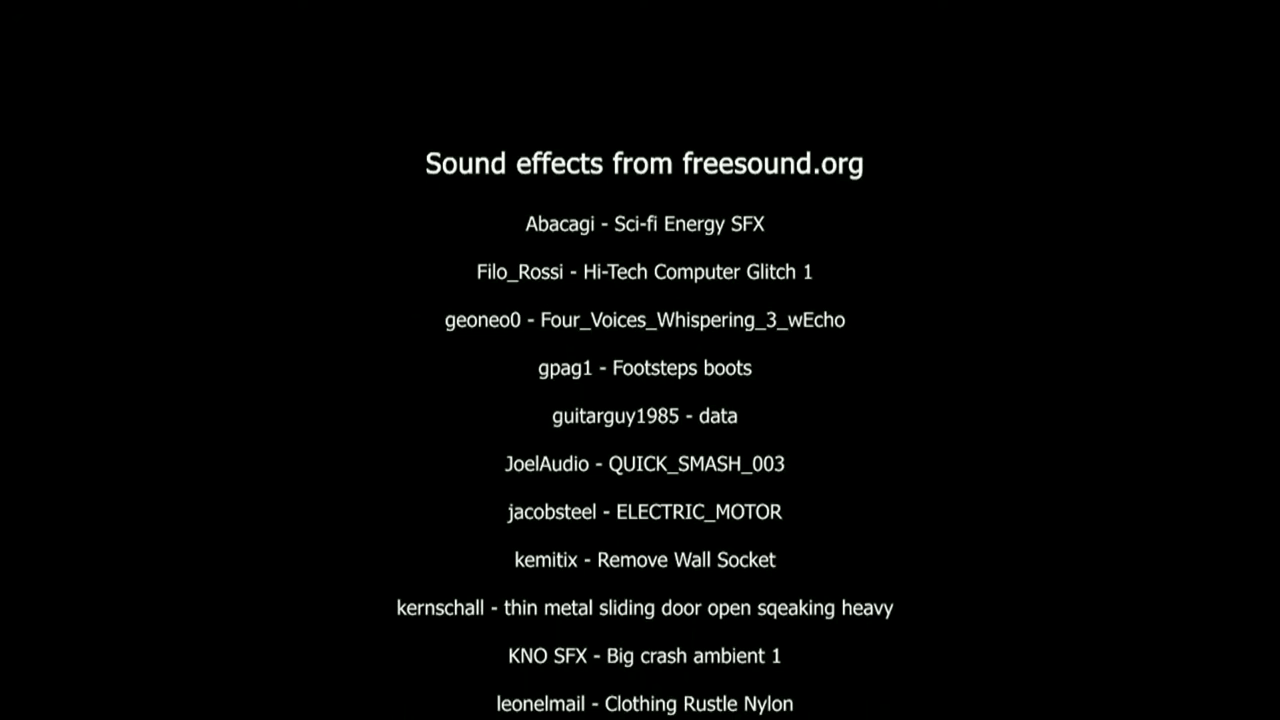 Sound effects from freesound.org
Abacagi - Sci-fi Energy SFX
Filo_Rossi - Hi-Tech Computer Glitch 1
geoneo0 - Four_Voices_Whispering_3_wEcho
gpag1 - Footsteps boots
guitarguy1985 - data
JoelAudio - QUICK_SMASH_003
jacobsteel - ELECTRIC_MOTOR
kemitix - Remove Wall Socket
kernschall - thin metal sliding door open sqeaking heavy
KNO SFX - Big crash ambient 1
leonelmail - Clothing Rustle Nylon